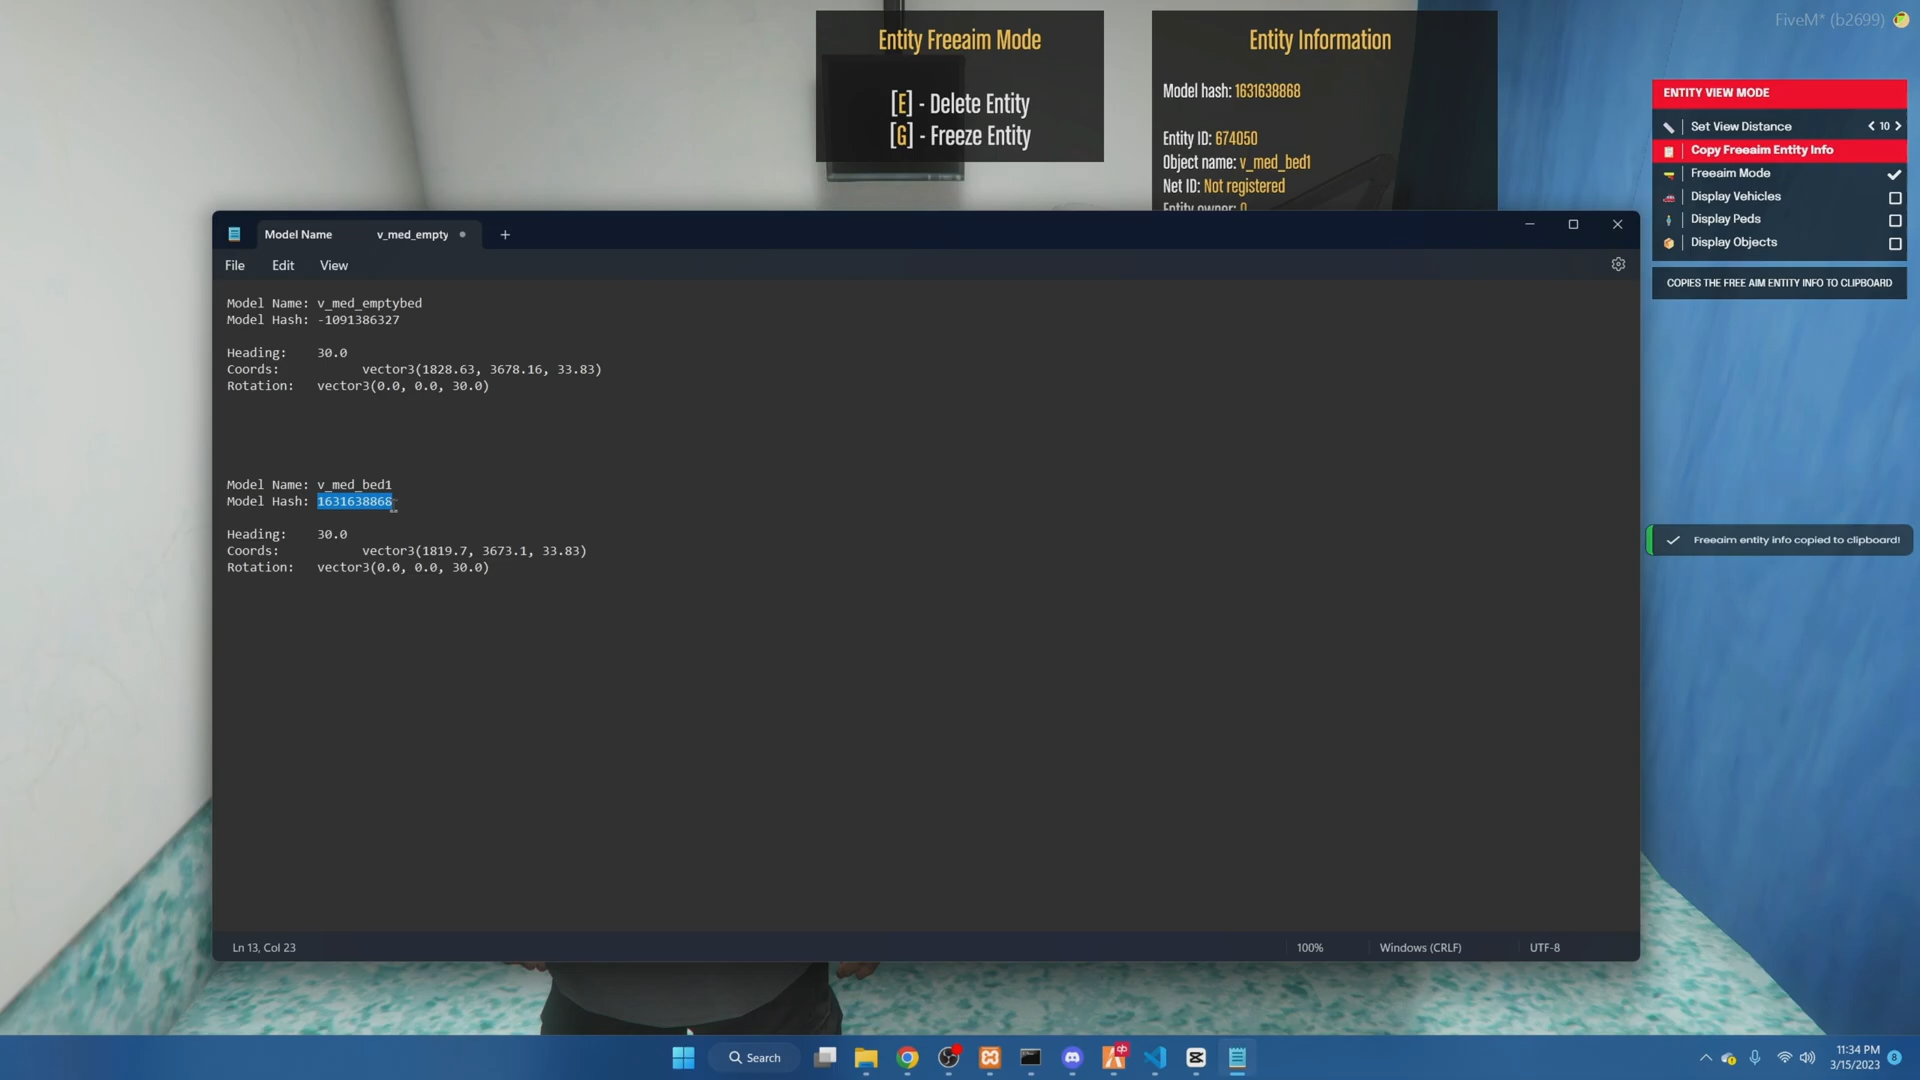 Entity Freeaim Mode
[E] - Delete Entity
[G] - Freeze Entity
Entity Information
Model hash: 1631638868
Entity ID: 674050
Object name: v_med_bed1
Net ID: Not registered
Entity owner: 0
FiveM* (b2699)
ENTITY VIEW MODE
Set View Distance 10
Copy Freeaim Entity Info
Freeaim Mode
Display Vehicles
Display Peds
Display Objects
COPIES THE FREE AIM ENTITY INFO TO CLIPBOARD
Model Name v_med_empty
File Edit View
Model Name: v_med_emptybed
Model Hash: -1091386327
Heading: 30.0
Coords: vector3(1828.63, 3678.16, 33.83)
Rotation: vector3(0.0, 0.0, 30.0)
Model Name: v_med_bed1
Model Hash: 1631638868
Heading: 30.0
Coords: vector3(1819.7, 3673.1, 33.83)
Rotation: vector3(0.0, 0.0, 30.0)
Freeaim entity info copied to clipboard!
Ln 13, Col 23 100% Windows (CRLF) UTF-8
Search
qb
11:34 PM
3/15/2023
8